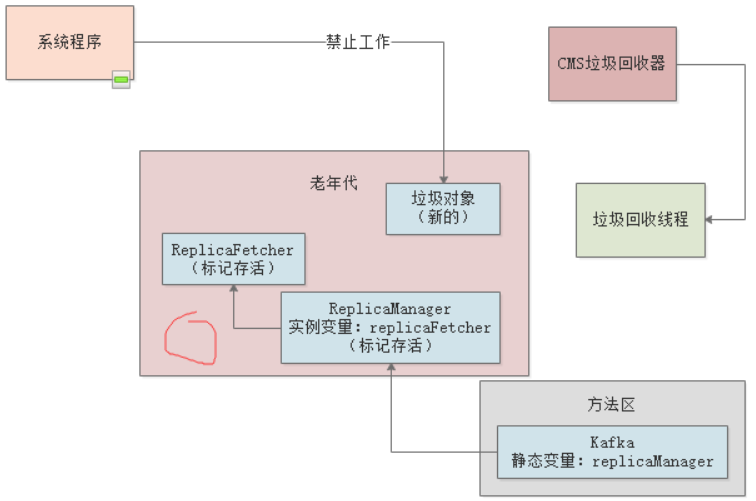 系统程序
禁止工作
CMS垃圾回收器
老年代
垃圾对象
（新的）
垃圾回收线程
ReplicaFetcher
（标记存活）
ReplicaManager
实例变量：replicaFetcher
（标记存活）
方法区
Kafka
静态变量：replicaManager